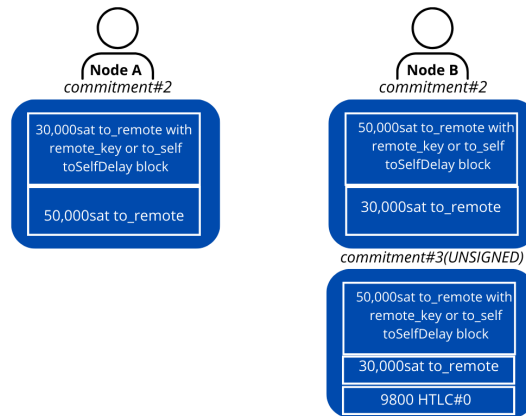 Node A
commitment#2
30,000sat to_remote with
remote_key or to_self
toSelfDelay block
50,000sat to_remote
Node B
commitment#2
50,000sat to_remote with
remote_key or to_self
toSelfDelay block
30,000sat to_remote
commitment#3(UNSIGNED)
50,000sat to_remote with
remote_key or to_self
toSelfDelay block
30,000sat to_remote
9800 HTLC#0